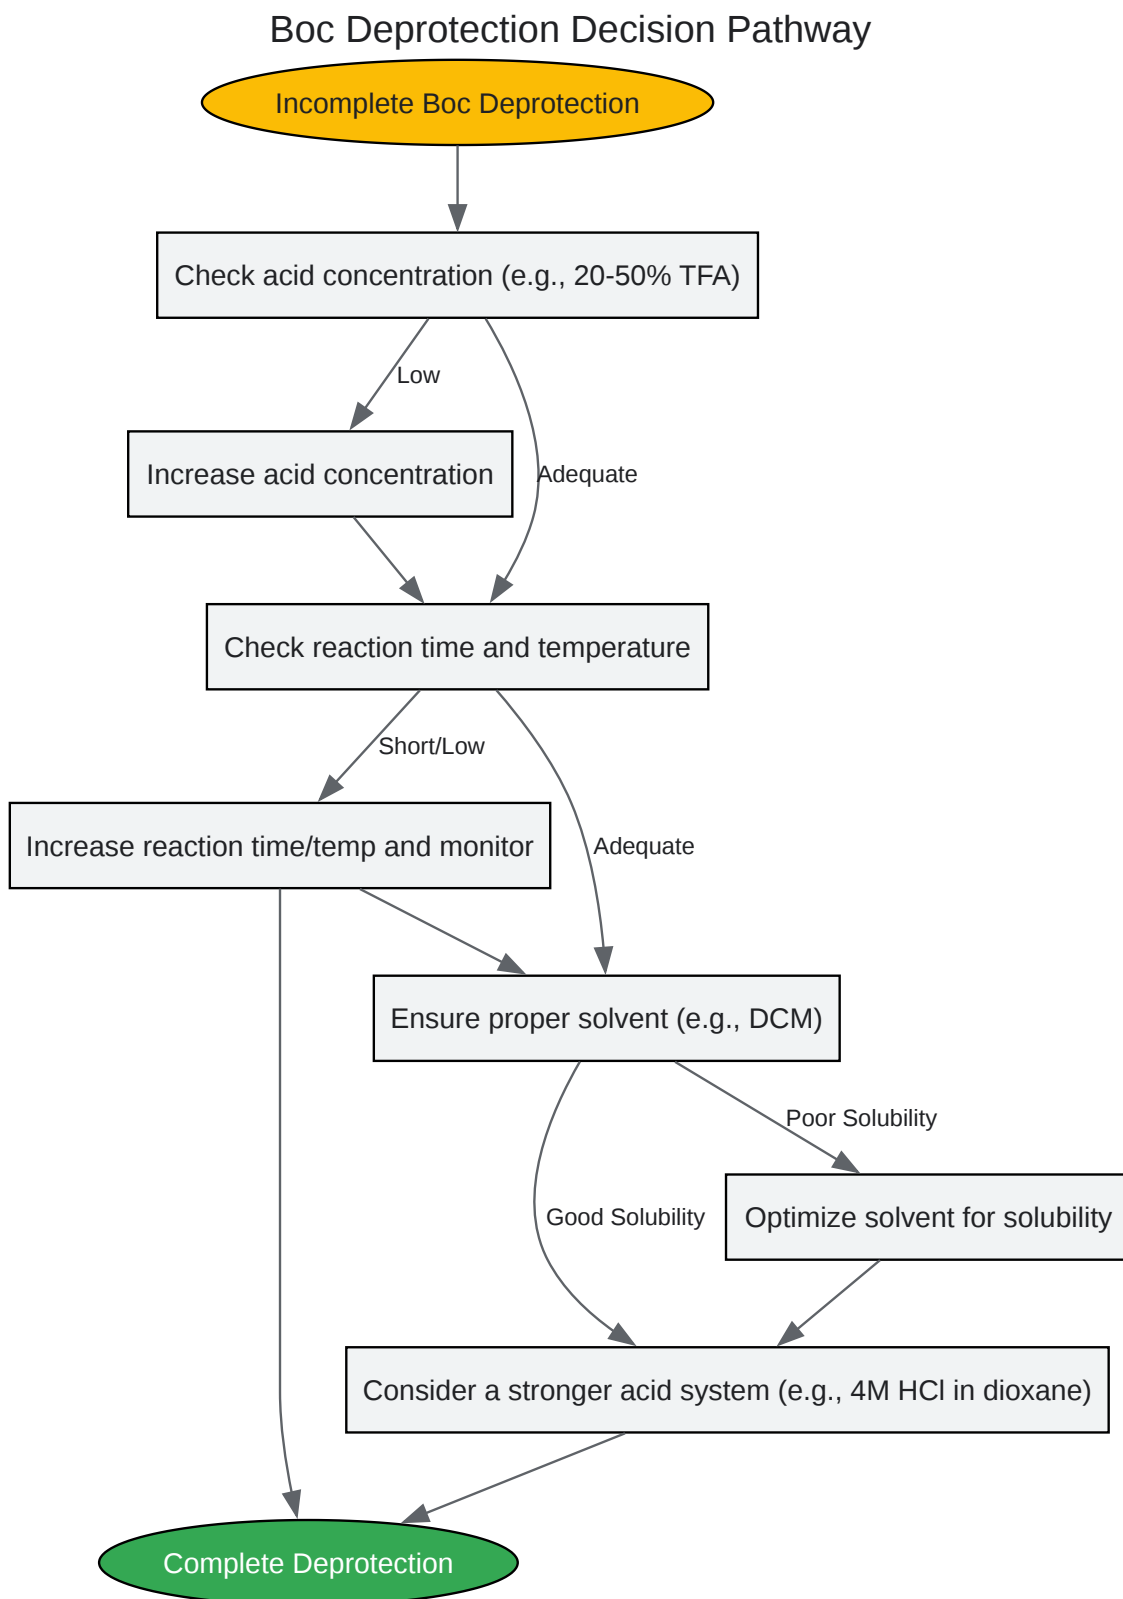 Boc Deprotection Decision Pathway
Incomplete Boc Deprotection
Check acid concentration (e.g., 20-50% TFA)
Low
Increase acid concentration
Adequate
Check reaction time and temperature
Short/Low
Increase reaction time/temp and monitor
Adequate
Ensure proper solvent (e.g., DCM)
Poor Solubility
Good Solubility
Optimize solvent for solubility
Consider a stronger acid system (e.g., 4M HCl in dioxane)
Complete Deprotection